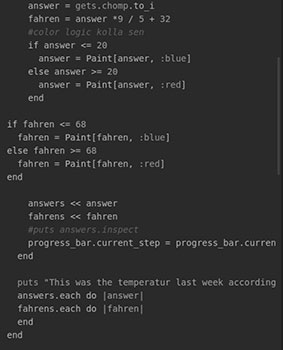 answer = gets.chomp.to_i
fahren = answer *9 / 5 + 32
#color logic kolla sen
if answer <= 20
answer = Paint[answer, :blue]
else answer >= 20
answer = Paint[answer, :red]
end
if fahren <= 68
fahren = Paint[fahren, :blue]
else fahren >= 68
fahren = Paint[fahren, :red]
end
answers << answer
fahrens << fahren
#puts answers.inspect
progress_bar.current_step = progress_bar.curren
end
puts "This was the temperatur last week according
answers.each do |answer|
fahrens.each do |fahren|
end
end